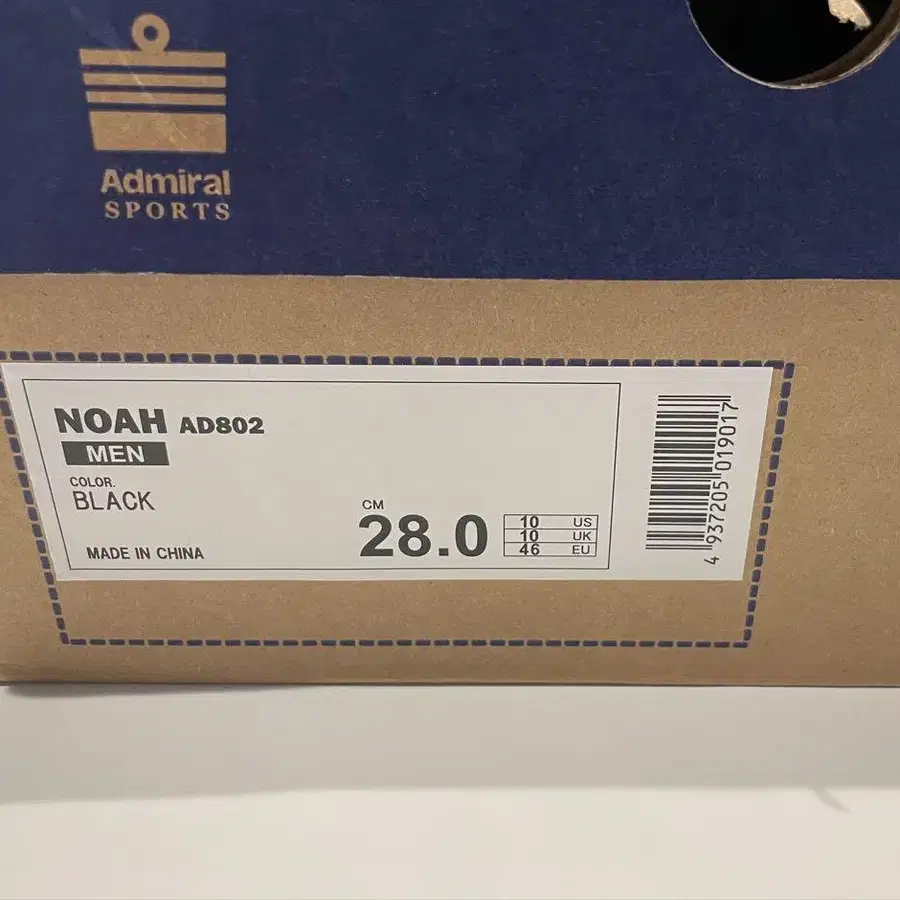 Admiral
SPORTS
NOAH AD802
MEN
COLOR.
BLACK
MADE IN CHINA
CM
28.0
10 US
10 UK
46 EU
4 937205 019017